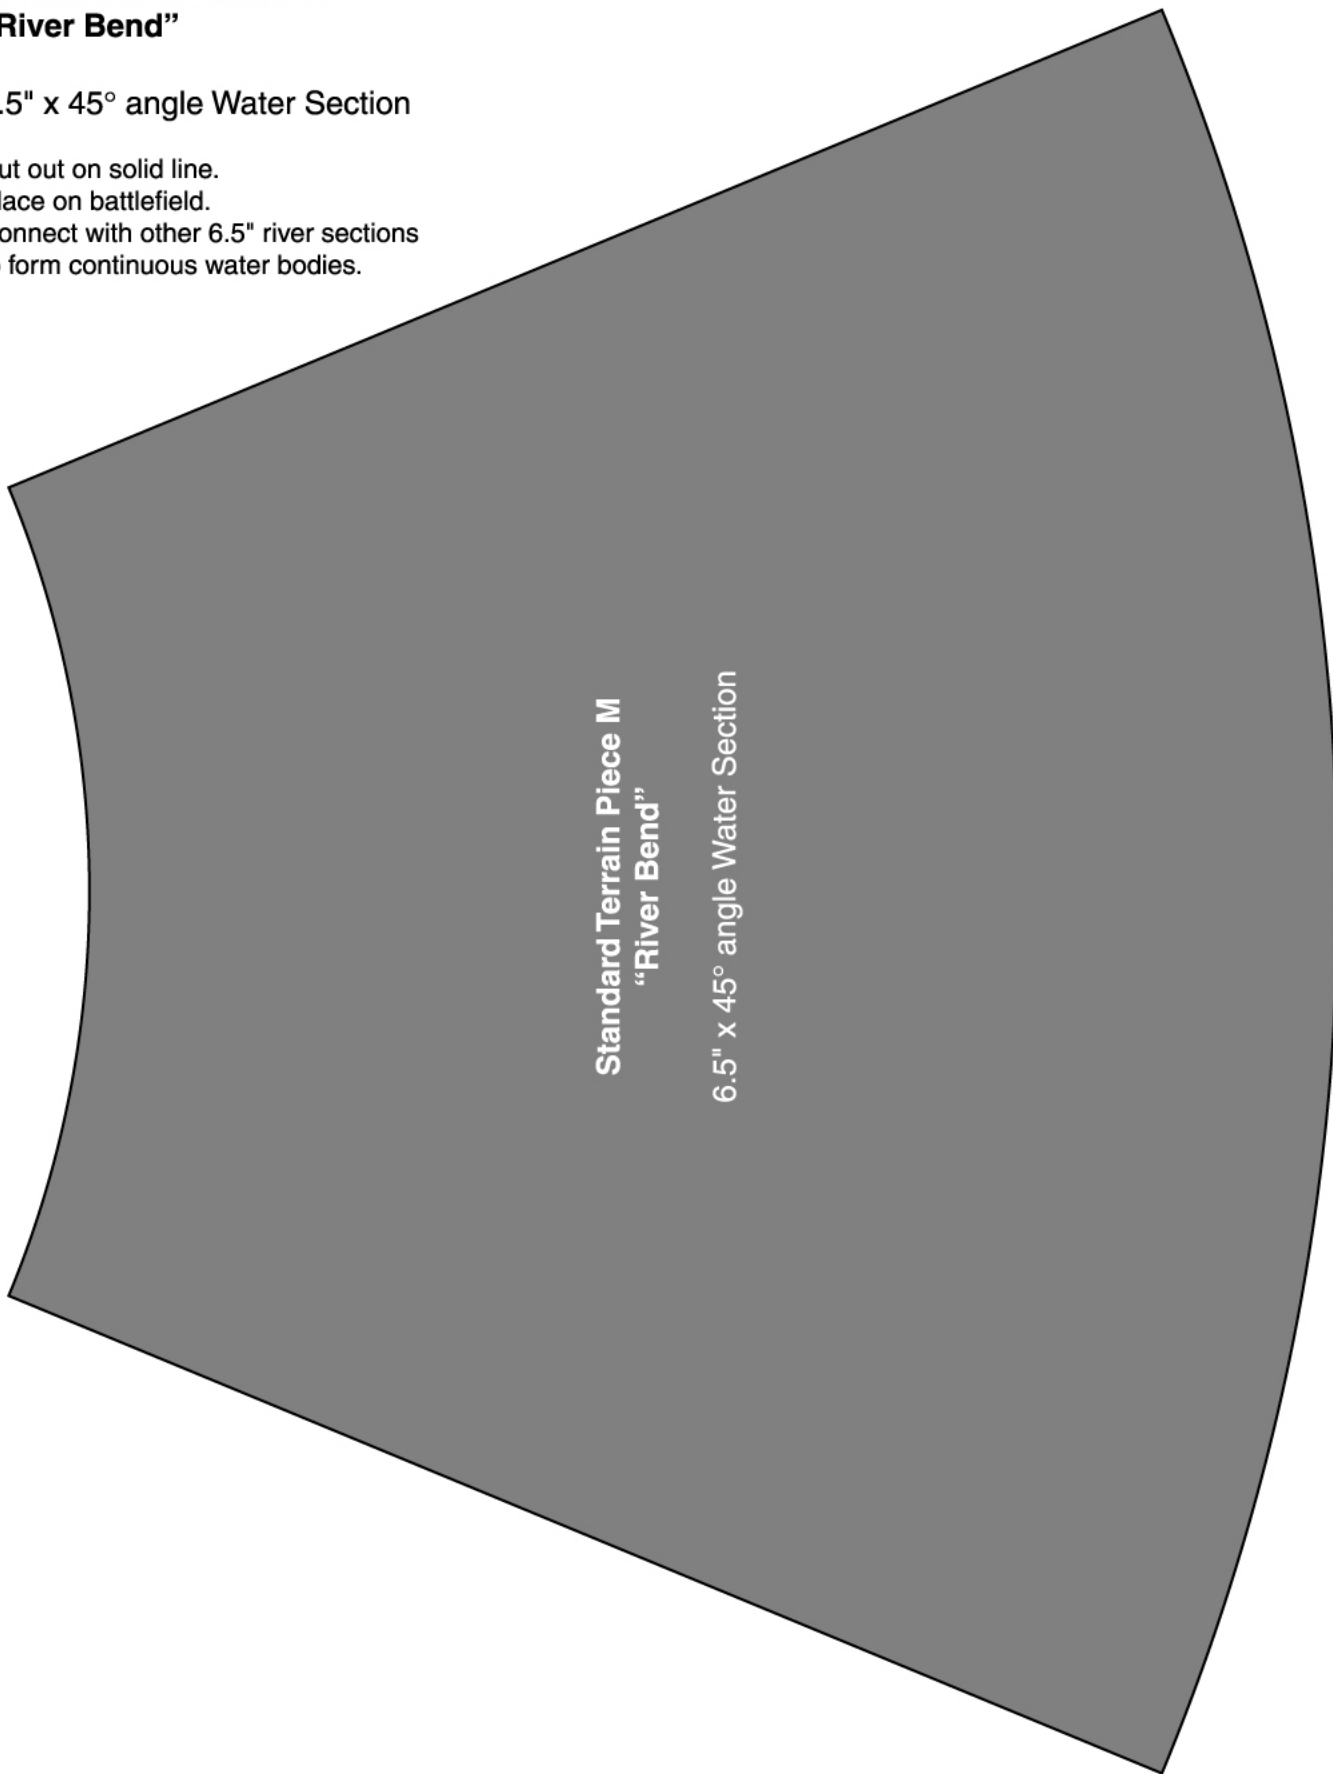 River Bend”
.5" x 45° angle Water Section
ut out on solid line.
lace on battlefield.
onnect with other 6.5" river sections
form continuous water bodies.
Standard Terrain Piece M
“River Bend”
6.5" x 45° angle Water Section